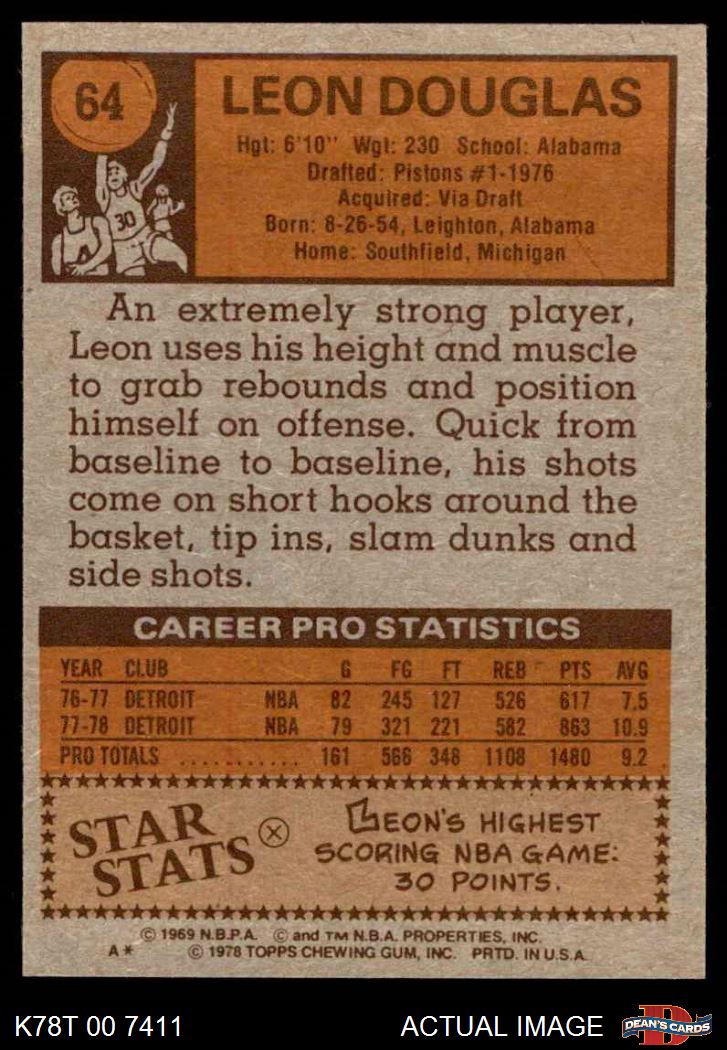 64
LEON DOUGLAS
Hgt: 6'10" Wgt: 230 School: Alabama
Drafted: Pistons #1-1976
Acquired: Via Draft
Born: 8-26-54, Leighton, Alabama
Home: Southfield, Michigan
30
4
An extremely strong player,
Leon uses his height and muscle
to grab rebounds and position
himself on offense. Quick from
baseline to baseline, his shots
come on short hooks around the
basket, tip ins, slam dunks and
side shots.
CAREER PRO STATISTICS
YEAR CLUB G FG FT REB PTS AVG
76-77 DETROIT NBA 82 245 127 526 617 7.5
77-78 DETROIT NBA 79 321 221 582 863 10.9
PRO TOTALS ........... 161 566 348 1108 1480 9.2
STAR
STATS
LEON'S HIGHEST
SCORING NBA GAME:
30 POINTS.
© 1969 N.B.P.A. © and TM N.B.A. PROPERTIES, INC.
A* © 1978 TOPPS CHEWING GUM, INC. PRTD. IN U.S.A.
K78T 00 7411 ACTUAL IMAGE
D
DEAN'S CARDS